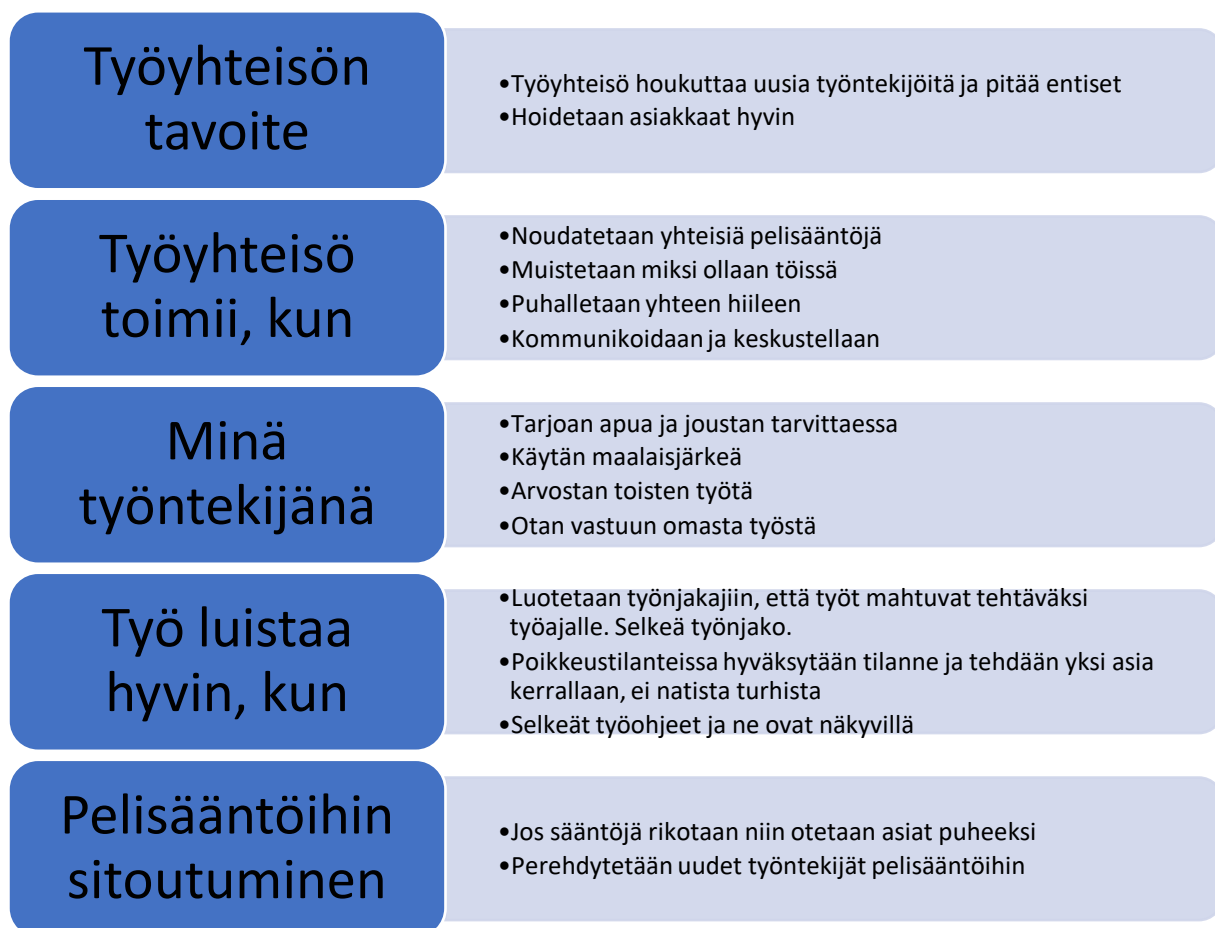 Työyhteisön
tavoite
•Työyhteisö houkuttaa uusia työntekijöitä ja pitää entiset
•Hoidetaan asiakkaat hyvin
Työyhteisö
toimii, kun
•Noudatetaan yhteisiä pelisääntöjä
•Muistetaan miksi ollaan töissä
•Puhalletaan yhteen hiileen
•Kommunikoidaan ja keskustellaan
Minä
työntekijänä
•Tarjoan apua ja joustan tarvittaessa
•Käytän maalaisjärkeä
•Arvostan toisten työtä
•Otan vastuun omasta työstä
Työ luistaa
hyvin, kun
•Luotetaan työnjakajiin, että työt mahtuvat tehtäväksi
työajalle. Selkeä työnjako.
•Poikkeustilanteissa hyväksytään tilanne ja tehdään yksi asia
kerrallaan, ei natista turhista
•Selkeät työohjeet ja ne ovat näkyvillä
Pelisääntöihin
sitoutuminen
•Jos sääntöjä rikotaan niin otetaan asiat puheeksi
•Perehdytetään uudet työntekijät pelisääntöihin